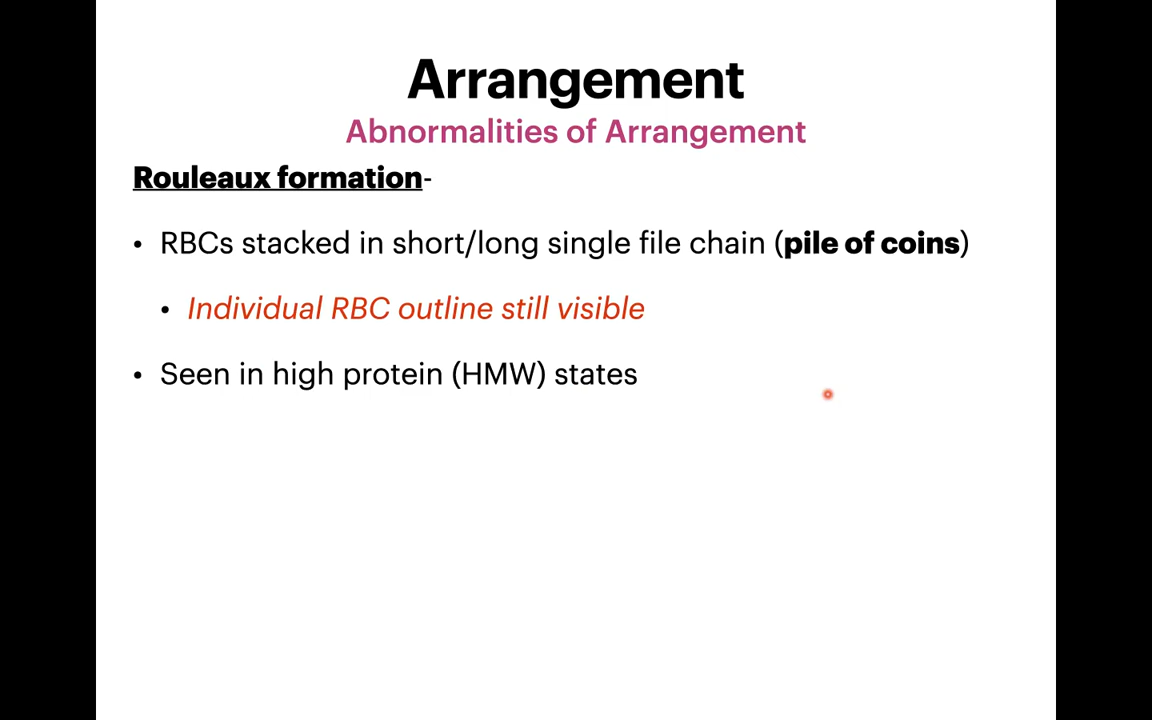 Arrangement
Abnormalities of Arrangement
Rouleaux formation-
• RBCs stacked in short/long single file chain (pile of coins)
• Individual RBC outline still visible
• Seen in high protein (HMW) states